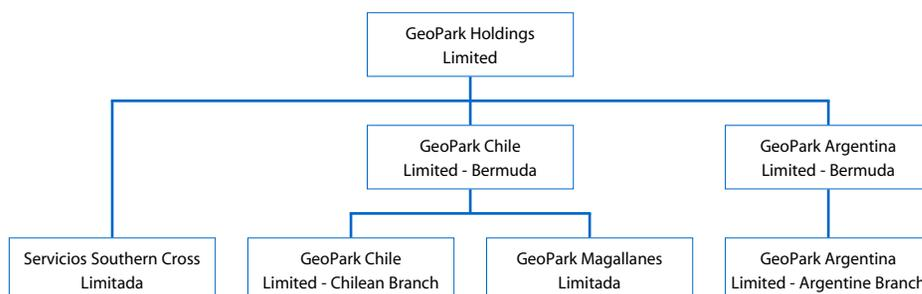 GeoPark Holdings
Limited
GeoPark Chile
Limited - Bermuda
GeoPark Argentina
Limited - Bermuda
Servicios Southern Cross
Limitada
GeoPark Chile
Limited - Chilean Branch
GeoPark Magallanes
Limitada
GeoPark Argentina
Limited - Argentine Branch